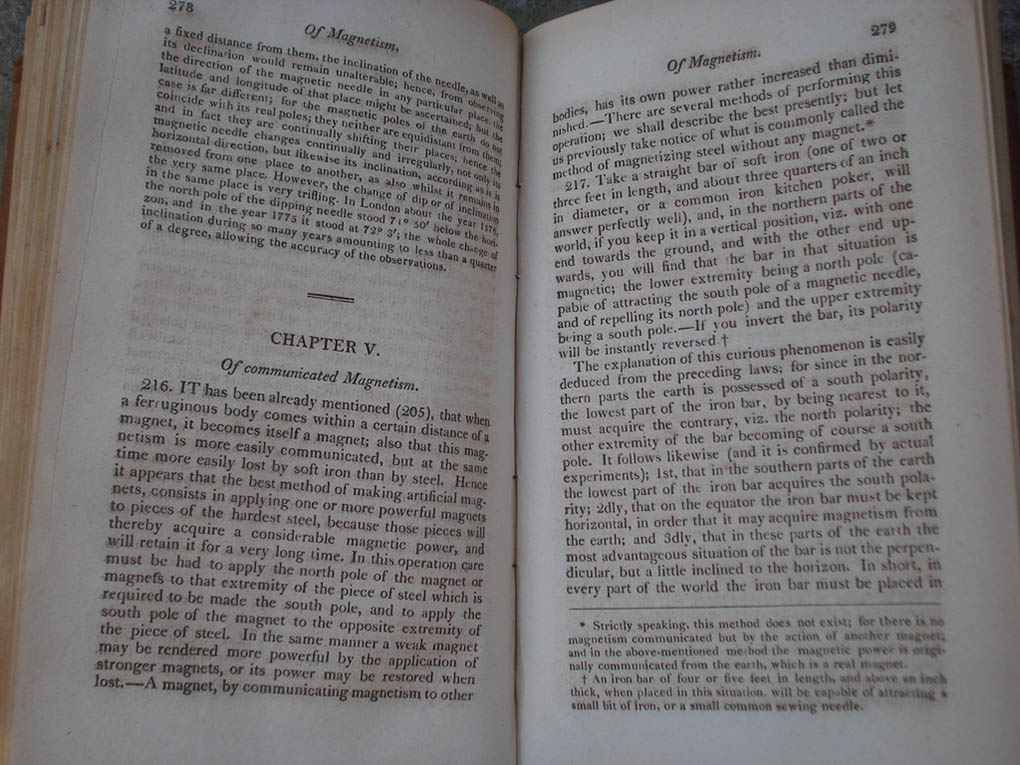 278
Of Magnetism.
a fixed distance from them, the inclination of the needle, as well as
its declination would remain unalterable; hence, from observing
the direction of the magnetic needle in any particular place, the
latitude and longitude of that place might be ascertained; but the
case is far different; for the magnetic poles of the earth do not
coincide with its real poles; they neither are equidistant from them;
and in fact they are continually shifting their places; hence the
magnetic needle changes continually and irregularly, not only its
horizontal direction, but likewise its inclination, according as it is
removed from one place to another, as also whilst it remains in
the very same place. However, the change of dip or of inclination
in the same place is very trifling. In London about the year 1576,
the north pole of the dipping needle stood 71° 50' below the hori-
zon, and in the year 1775 it stood at 72° 3'; the whole change of
inclination during so many years amounting to less than a quarter
of a degree, allowing the accuracy of the observations.
CHAPTER V.
Of communicated Magnetism.
216. IT has been already mentioned (205), that when
a ferruginous body comes within a certain distance of a
magnet, it becomes itself a magnet; also that this mag-
netism is more easily communicated, but at the same
time more easily lost by soft iron than by steel. Hence
it appears that the best method of making artificial mag-
nets, consists in applying one or more powerful magnets
to pieces of the hardest steel, because those pieces will
thereby acquire a considerable magnetic power, and
will retain it for a very long time. In this operation care
must be had to apply the north pole of the magnet or
magnets to that extremity of the piece of steel which is
required to be made the south pole, and to apply the
south pole of the magnet to the opposite extremity of
the piece of steel. In the same manner a weak magnet
may be rendered more powerful by the application of
stronger magnets, or its power may be restored when
lost.—A magnet, by communicating magnetism to other
279
Of Magnetism.
bodies, has its own power rather increased than dimi-
nished.—There are several methods of performing this
operation; we shall describe the best presently; but let
us previously take notice of what is commonly called the
method of magnetizing steel without any magnet.*
217. Take a straight bar of soft iron (one of two or
three feet in length, and about three quarters of an inch
in diameter, or a common iron kitchen poker, will
answer perfectly well), and, in the northern parts of the
world, if you keep it in a vertical position, viz. with one
end towards the ground, and with the other end up-
wards, you will find that the bar in that situation is
magnetic; the lower extremity being a north pole (ca-
pable of attracting the south pole of a magnetic needle,
and of repelling its north pole) and the upper extremity
being a south pole.—If you invert the bar, its polarity
will be instantly reversed †
The explanation of this curious phenomenon is easily
deduced from the preceding laws; for since in the nor-
thern parts the earth is possessed of a south polarity,
the lowest part of the iron bar, by being nearest to it,
must acquire the contrary, viz. the north polarity; the
other extremity of the bar becoming of course a south
pole. It follows likewise (and it is confirmed by actual
experiments); 1st, that in the southern parts of the earth
the lowest part of the iron bar acquires the south pola-
rity; 2dly, that on the equator the iron bar must be kept
horizontal, in order that it may acquire magnetism from
the earth; and 3dly, that in these parts of the earth the
most advantageous situation of the bar is not the perpen-
dicular, but a little inclined to the horizon. In short, in
every part of the world the iron bar must be placed in
* Strictly speaking, this method does not exist; for there is no
magnetism communicated but by the action of another magnet;
and in the above-mentioned method the magnetic power is origi-
nally communicated from the earth, which is a real magnet.
† An iron bar of four or five feet in length, and above an inch
thick, when placed in this situation, will be capable of attracting a
small bit of iron, or a small common sewing needle.